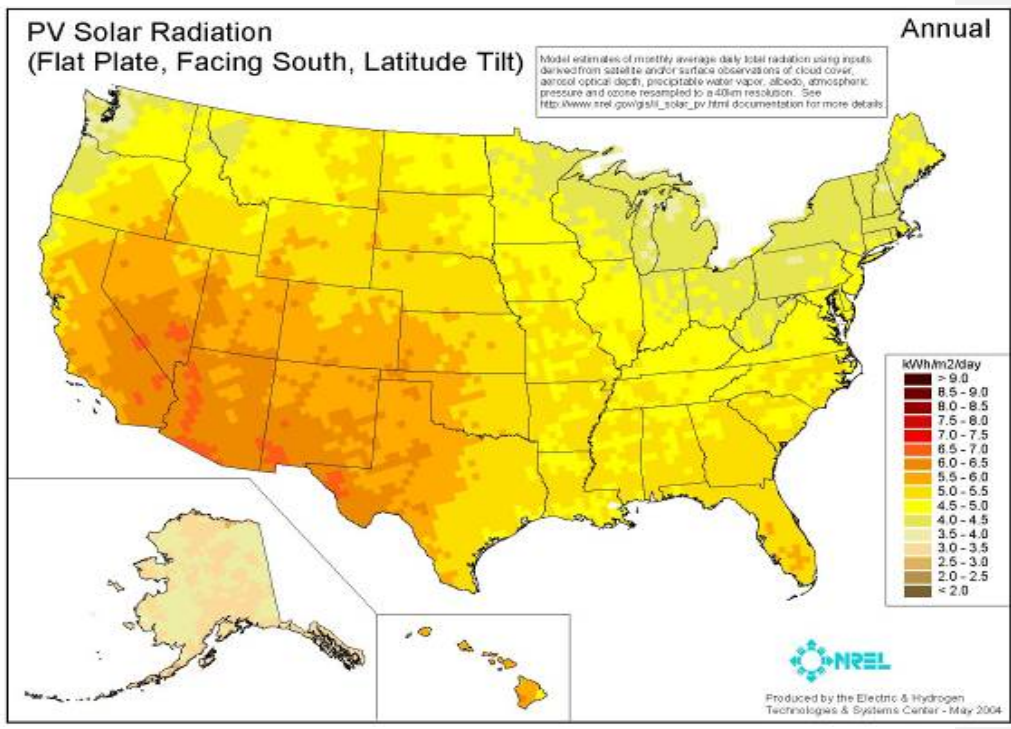 PV Solar Radiation
(Flat Plate, Facing South, Latitude Tilt)
Annual
Model estimates of monthly average daily total radiation using inputs
derived from satellite and/or surface observations of cloud cover,
aerosol optical depth, precipitable water vapor, albedo, atmospheric
pressure and ozone resampled to a 40km resolution. See
http://www.nrel.gov/gis/il_solar_pv.html documentation for more details.
kWh/m2/day
> 9.0
8.5 - 9.0
8.0 - 8.5
7.5 - 8.0
7.0 - 7.5
6.5 - 7.0
6.0 - 6.5
5.5 - 6.0
5.0 - 5.5
4.5 - 5.0
4.0 - 4.5
3.5 - 4.0
3.0 - 3.5
2.5 - 3.0
2.0 - 2.5
< 2.0
NREL
Produced by the Electric & Hydrogen
Technologies & Systems Center - May 2004